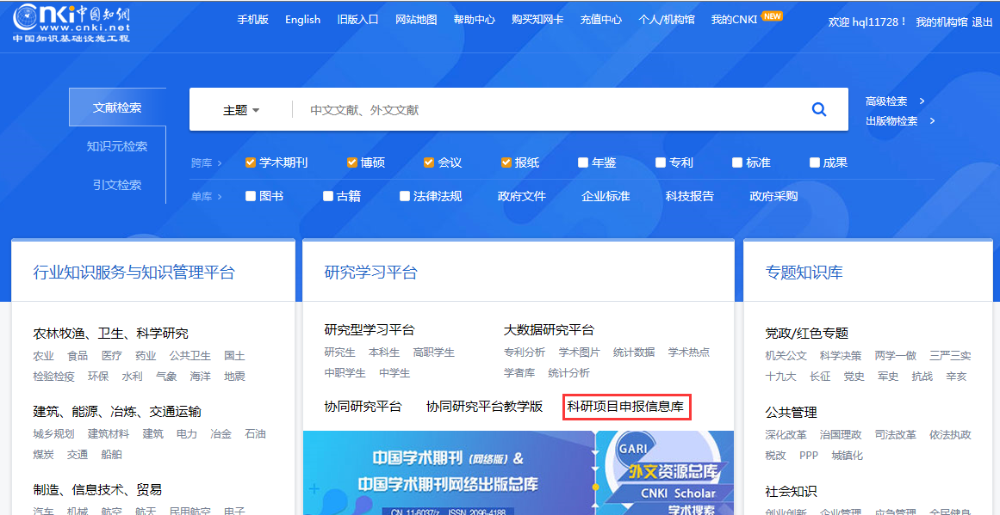 Cnki中国知网
www.cnki.net
中国知识基础设施工程
手机版 English 旧版入口 网站地图 帮助中心 购买知网卡 充值中心 个人/机构馆 我的CNKI NEW
欢迎 hql11728！ 我的机构馆 退出
文献检索
知识元检索
引文检索
主题 中文文献、外文文献
高级检索 >
出版物检索 >
跨库 > 学术期刊 博硕 会议 报纸 年鉴 专利 标准 成果
单库 > 图书 古籍 法律法规 政府文件 企业标准 科技报告 政府采购
行业知识服务与知识管理平台
农林牧渔、卫生、科学研究
农业 食品 医疗 药业 公共卫生 国土
检验检疫 环保 水利 气象 海洋 地震
建筑、能源、冶炼、交通运输
城乡规划 建筑材料 建筑 电力 冶金 石油
煤炭 交通 船舶
制造、信息技术、贸易
汽车 机械 航空 航天 民用航空 电子
研究学习平台
研究型学习平台
研究生 本科生 高职学生
中职学生 中学生
大数据研究平台
专利分析 学术图片 统计数据 学术热点
学者库 统计分析
协同研究平台 协同研究平台教学版 科研项目申报信息库
中国学术期刊（网络版）&
中国学术期刊网络出版总库
CN 11-6037/z ISSN 2096-4188
GARI
外文资源总库
CNKI Scholar
学术搜索
专题知识库
党政/红色专题
机关公文 科学决策 两学一做 三严三实
十九大 长征 党史 军史 抗战 辛亥
公共管理
深化改革 治国理政 司法改革 依法执政
税改 PPP 城镇化
社会知识
创业创新 企业管理 应急管理 全民健身